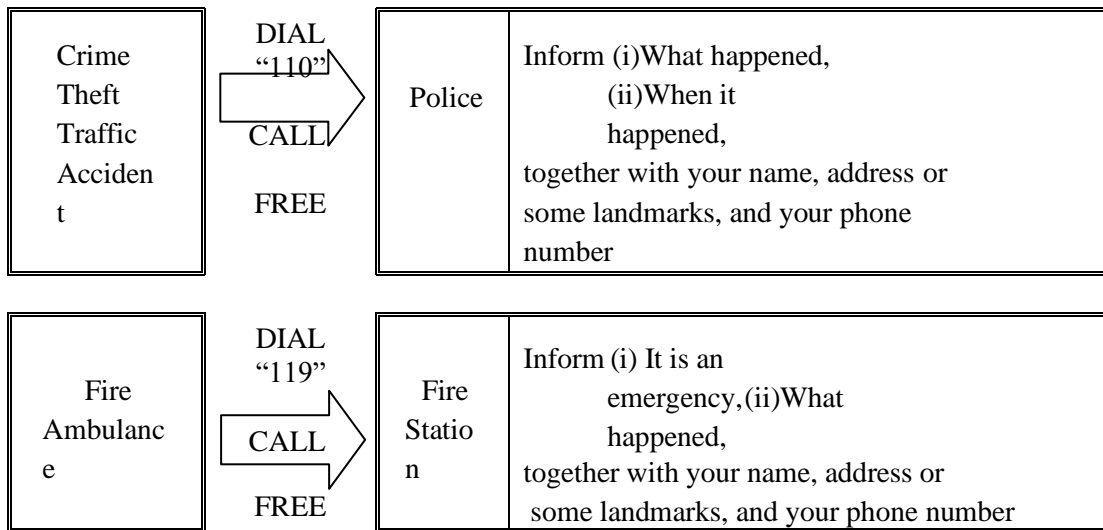 Crime
Theft
Traffic
Acciden
t
DIAL
“110”
CALL
FREE
Police
Inform (i)What happened,
(ii)When it
happened,
together with your name, address or
some landmarks, and your phone
number
Fire
Ambulanc
e
DIAL
“119”
CALL
FREE
Fire
Statio
n
Inform (i) It is an
emergency,(ii)What
happened,
together with your name, address or
some landmarks, and your phone number